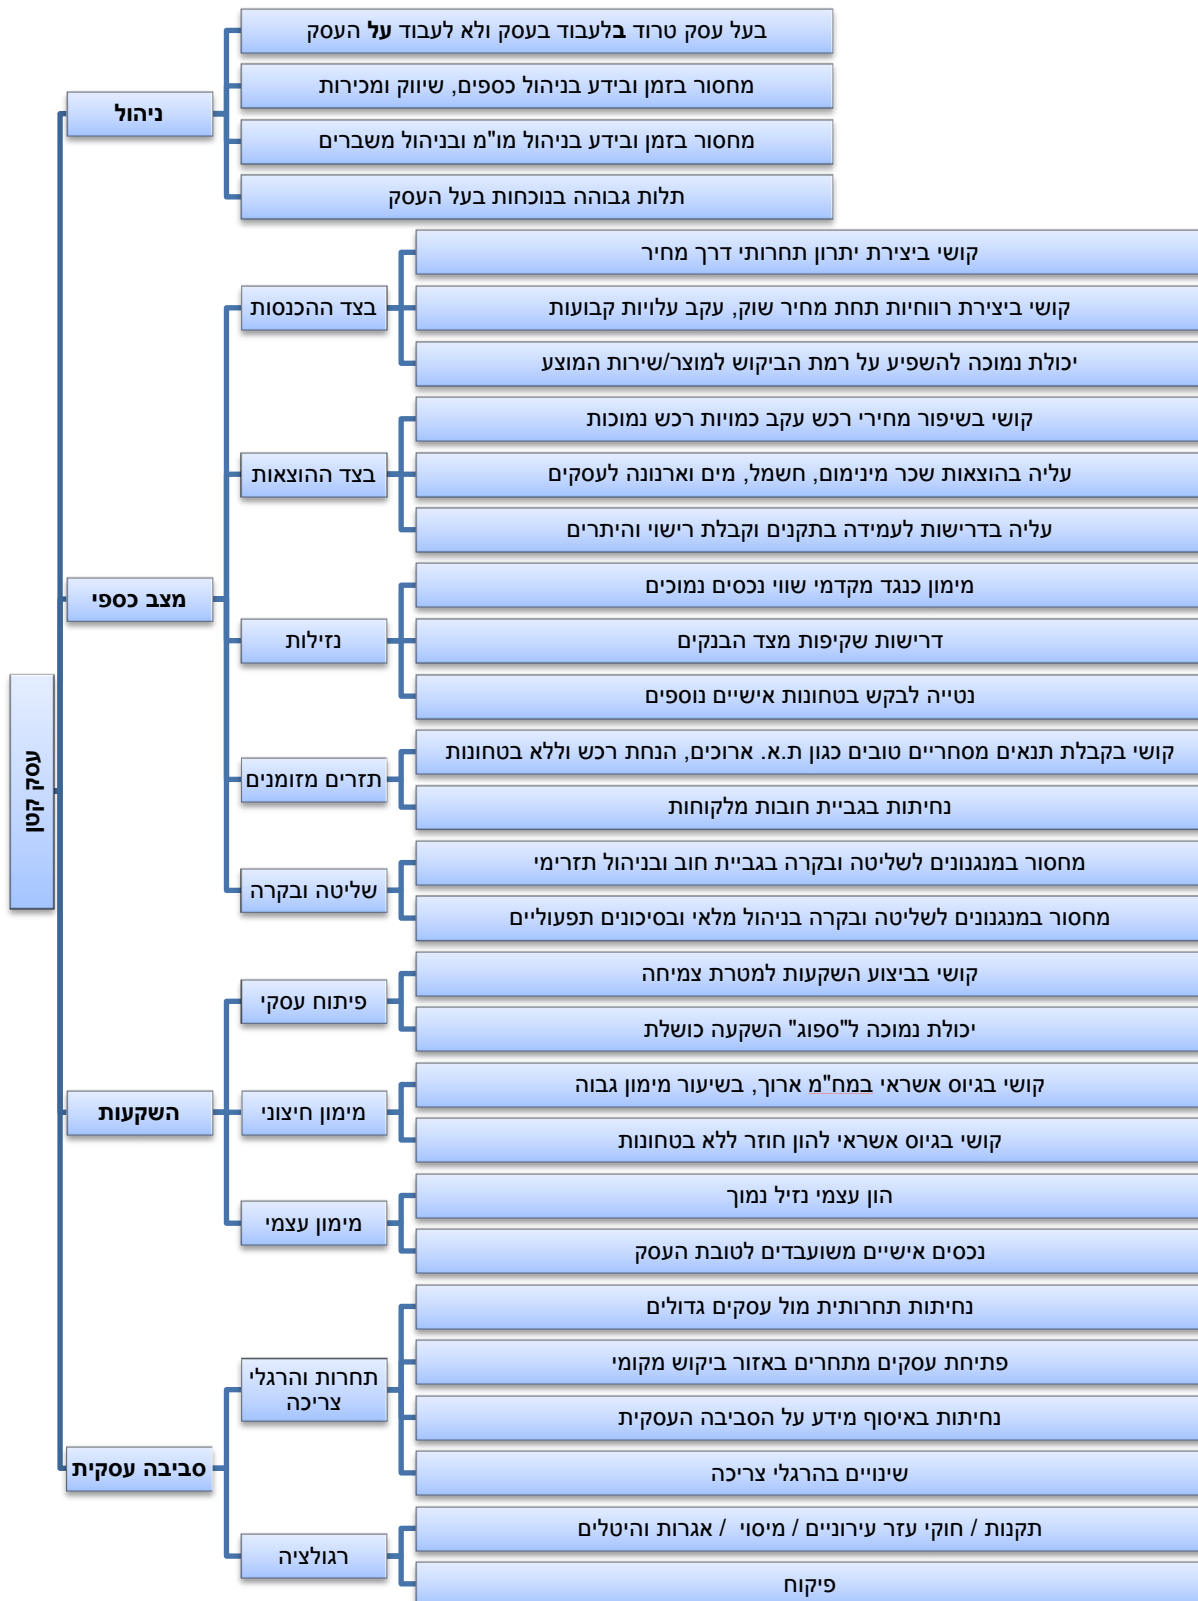 עסק קטן
ניהול
בעל עסק טרוד בלעבוד בעסק ולא לעבוד על העסק
מחסור בזמן ובידע בניהול כספים, שיווק ומכירות
מחסור בזמן ובידע בניהול מו"מ ובניהול משברים
תלות גבוהה בנוכחות בעל העסק
מצב כספי
בצד ההכנסות
קושי ביצירת יתרון תחרותי דרך מחיר
קושי ביצירת רווחיות תחת מחיר שוק, עקב עלויות קבועות
יכולת נמוכה להשפיע על רמת הביקוש למוצר/שירות המוצע
בצד ההוצאות
קושי בשיפור מחירי רכש עקב כמויות רכש נמוכות
עליה בהוצאות שכר מינימום, חשמל, מים וארנונה לעסקים
עליה בדרישות לעמידה בתקנים וקבלת רישוי והיתרים
נזילות
מימון כנגד מקדמי שווי נכסים נמוכים
דרישות שקיפות מצד הבנקים
נטייה לבקש בטחונות אישיים נוספים
תזרים מזומנים
קושי בקבלת תנאים מסחריים טובים כגון ת.א. ארוכים, הנחת רכש וללא בטחונות
נחיתות בגביית חובות מלקוחות
שליטה ובקרה
מחסור במנגנונים לשליטה ובקרה בגביית חוב ובניהול תזרימי
מחסור במנגנונים לשליטה ובקרה בניהול מלאי ובסיכונים תפעוליים
השקעות
פיתוח עסקי
קושי בביצוע השקעות למטרת צמיחה
יכולת נמוכה ל"ספוג" השקעה כושלת
מימון חיצוני
קושי בגיוס אשראי במח"מ ארוך, בשיעור מימון גבוה
קושי בגיוס אשראי להון חוזר ללא בטחונות
מימון עצמי
הון עצמי נזיל נמוך
נכסים אישיים משועבדים לטובת העסק
סביבה עסקית
תחרות והרגלי
צריכה
נחיתות תחרותית מול עסקים גדולים
פתיחת עסקים מתחרים באזור ביקוש מקומי
נחיתות באיסוף מידע על הסביבה העסקית
שינויים בהרגלי צריכה
רגולציה
תקנות / חוקי עזר עירוניים / מיסוי / אגרות והיטלים
פיקוח